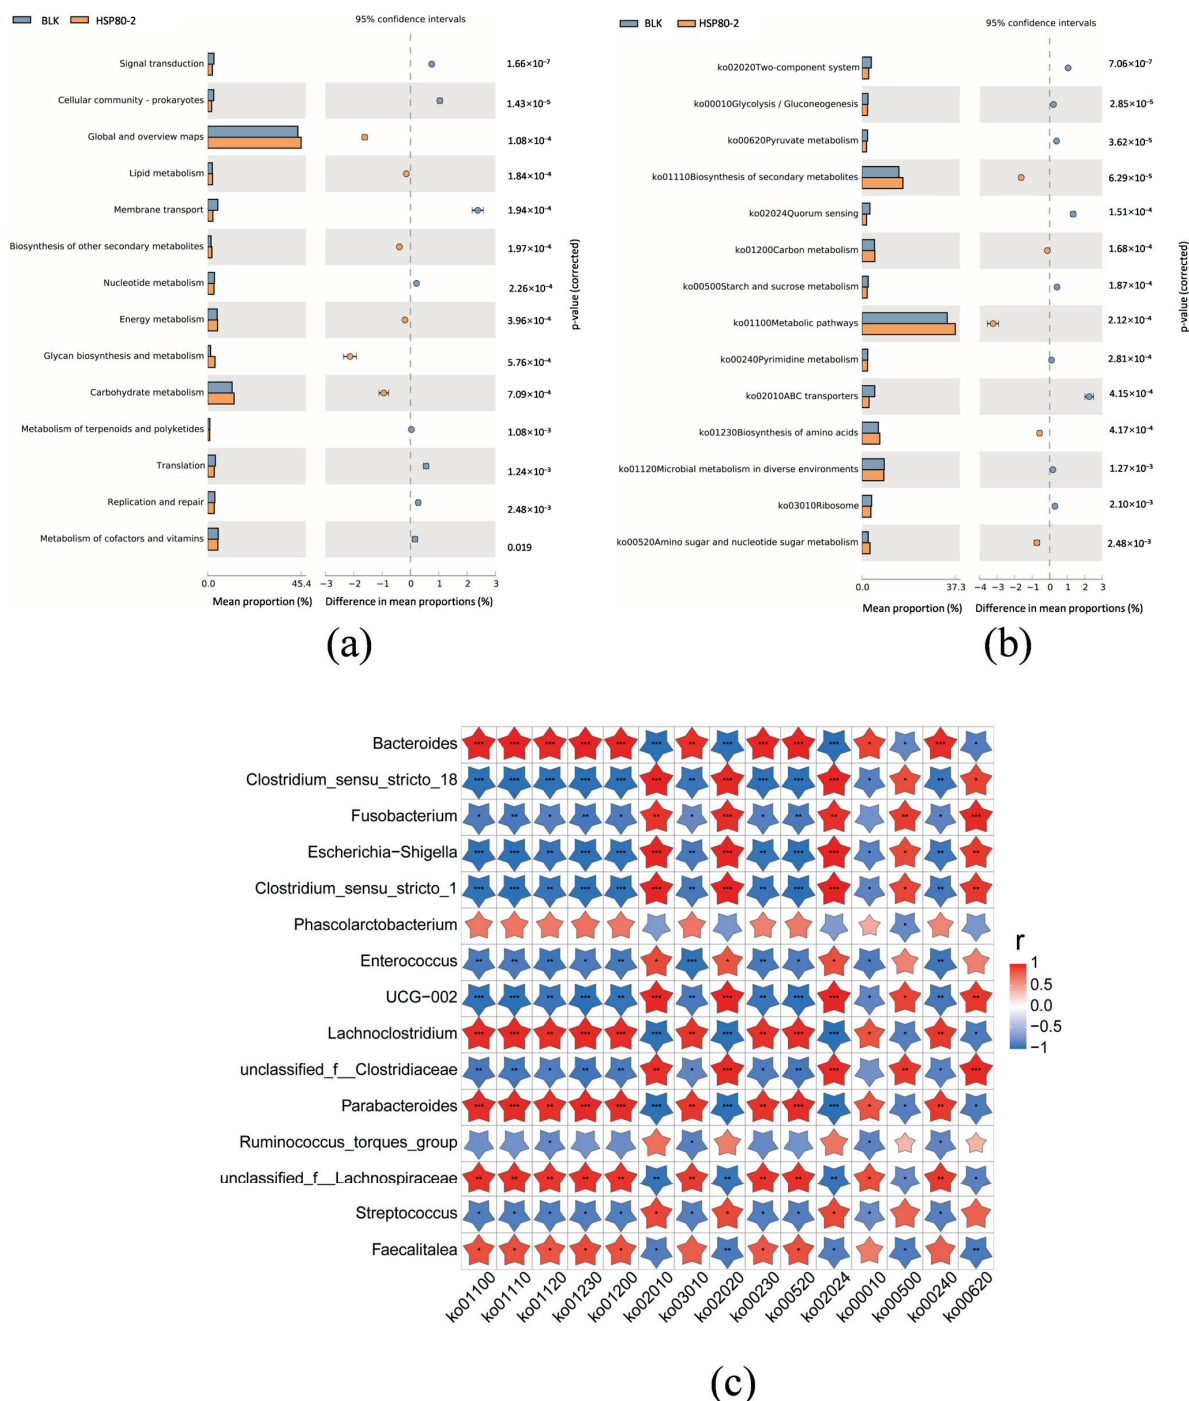 BLK HSP80-2
95% confidence intervals
Signal transduction 1.66×10⁻⁷
Cellular community - prokaryotes 1.43×10⁻⁵
Global and overview maps 1.08×10⁻⁴
Lipid metabolism 1.84×10⁻⁴
Membrane transport 1.94×10⁻⁴
Biosynthesis of other secondary metabolites 1.97×10⁻⁴
Nucleotide metabolism 2.26×10⁻⁴
Energy metabolism 3.96×10⁻⁴
Glycan biosynthesis and metabolism 5.76×10⁻⁴
Carbohydrate metabolism 7.09×10⁻⁴
Metabolism of terpenoids and polyketides 1.08×10⁻³
Translation 1.24×10⁻³
Replication and repair 2.48×10⁻³
Metabolism of cofactors and vitamins 0.019
p-value (corrected)
0.0 45.4 −3 −2 −1 0 1 2 3
Mean proportion (%) Difference in mean proportions (%)
(a)
BLK HSP80-2
95% confidence intervals
ko02020Two-component system 7.06×10⁻⁷
ko00010Glycolysis / Gluconeogenesis 2.85×10⁻⁵
ko00620Pyruvate metabolism 3.62×10⁻⁵
ko01110Biosynthesis of secondary metabolites 6.29×10⁻⁵
ko02024Quorum sensing 1.51×10⁻⁴
ko01200Carbon metabolism 1.68×10⁻⁴
ko00500Starch and sucrose metabolism 1.87×10⁻⁴
ko01100Metabolic pathways 2.12×10⁻⁴
ko00240Pyrimidine metabolism 2.81×10⁻⁴
ko02010ABC transporters 4.15×10⁻⁴
ko01230Biosynthesis of amino acids 4.17×10⁻⁴
ko01120Microbial metabolism in diverse environments 1.27×10⁻³
ko03010Ribosome 2.10×10⁻³
ko00520Amino sugar and nucleotide sugar metabolism 2.48×10⁻³
p-value (corrected)
0.0 37.3 −4 −3 −2 −1 0 1 2 3
Mean proportion (%) Difference in mean proportions (%)
(b)
Bacteroides *** *** *** *** *** *** ** *** *** *** *** * * *** *
Clostridium_sensu_stricto_18 *** *** *** *** *** *** ** *** *** *** *** * * ** *
Fusobacterium * ** * ** * ** * *** * ** ** ** * ***
Escherichia−Shigella *** *** ** *** *** *** ** *** ** *** *** * * ** **
Clostridium_sensu_stricto_1 *** *** ** *** *** *** ** *** ** *** *** * * ** **
Phascolarctobacterium *
Enterococcus ** ** ** * ** * *** * ** * * * **
UCG−002 *** *** ** *** ** *** ** *** ** *** *** * * ** **
Lachnoclostridium *** *** ** *** *** *** ** *** ** *** *** * * ** *
unclassified_f__Clostridiaceae ** ** * ** ** ** * *** * ** *** ** * ***
Parabacteroides *** *** ** *** *** *** ** *** ** *** *** * * ** *
Ruminococcus_torques_group * * * *
unclassified_f__Lachnospiraceae ** ** ** ** ** ** ** ** ** ** ** * * ** *
Streptococcus * * * * * * * * * * * * *
Faecalitalea * * * * * * ** * * * * **
ko01100 ko01110 ko01120 ko01230 ko01200 ko02010 ko03010 ko02020 ko00230 ko00520 ko02024 ko00010 ko00500 ko00240 ko00620
r
1
0.5
0.0
−0.5
−1
(c)